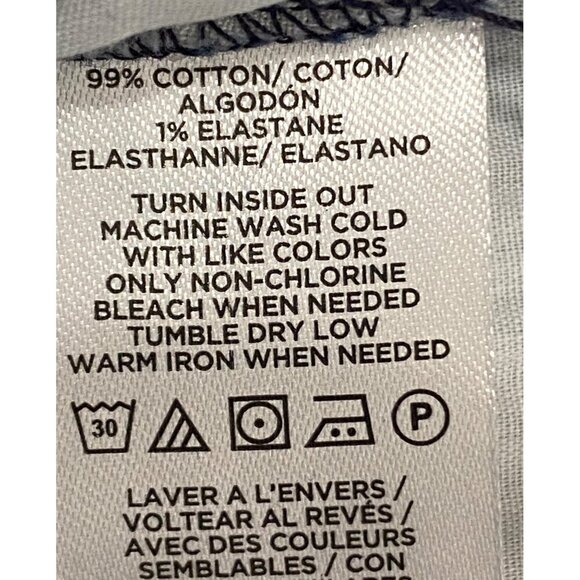 99% COTTON/ COTON/
ALGODÓN
1% ELASTANE
ELASTHANNE/ ELASTANO
TURN INSIDE OUT
MACHINE WASH COLD
WITH LIKE COLORS
ONLY NON-CHLORINE
BLEACH WHEN NEEDED
TUMBLE DRY LOW
WARM IRON WHEN NEEDED
30 P
LAVER A L'ENVERS /
VOLTEAR AL REVÉS /
AVEC DES COULEURS
SEMBLABLES / CON